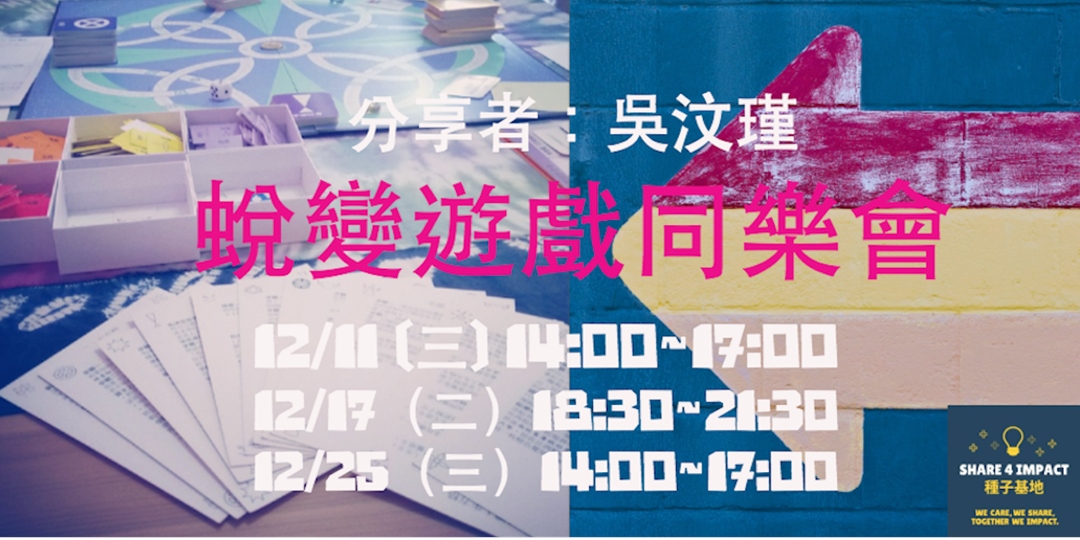 分享者：吳汶瑾
蛻變遊戲同樂會
12/11 (三) 14:00~17:00
12/17 （二） 18:30~21:30
12/25 （三） 14:00~17:00
SHARE 4 IMPACT
種子基地
WE CARE, WE SHARE,
TOGETHER WE IMPACT.